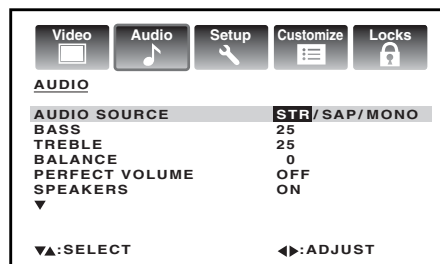 Video Audio Setup Customize Locks
AUDIO
AUDIO SOURCE STR/SAP/MONO
BASS 25
TREBLE 25
BALANCE 0
PERFECT VOLUME OFF
SPEAKERS ON
▼
▼▲:SELECT ◀▶:ADJUST